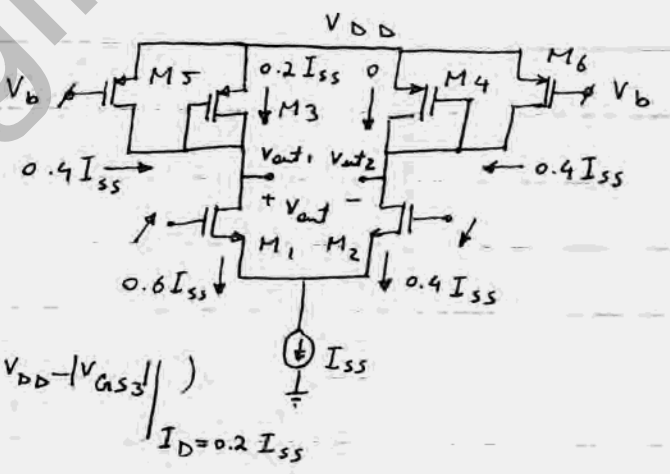 V DD
M5
0.2 Iss
0
M6
Vb
M3
M4
Vb
0.4 Iss
Vout1
Vout2
0.4 Iss
+ Vout -
M1
M2
0.6 Iss
0.4 Iss
Iss
VDD-|VGS3| )
ID=0.2 Iss